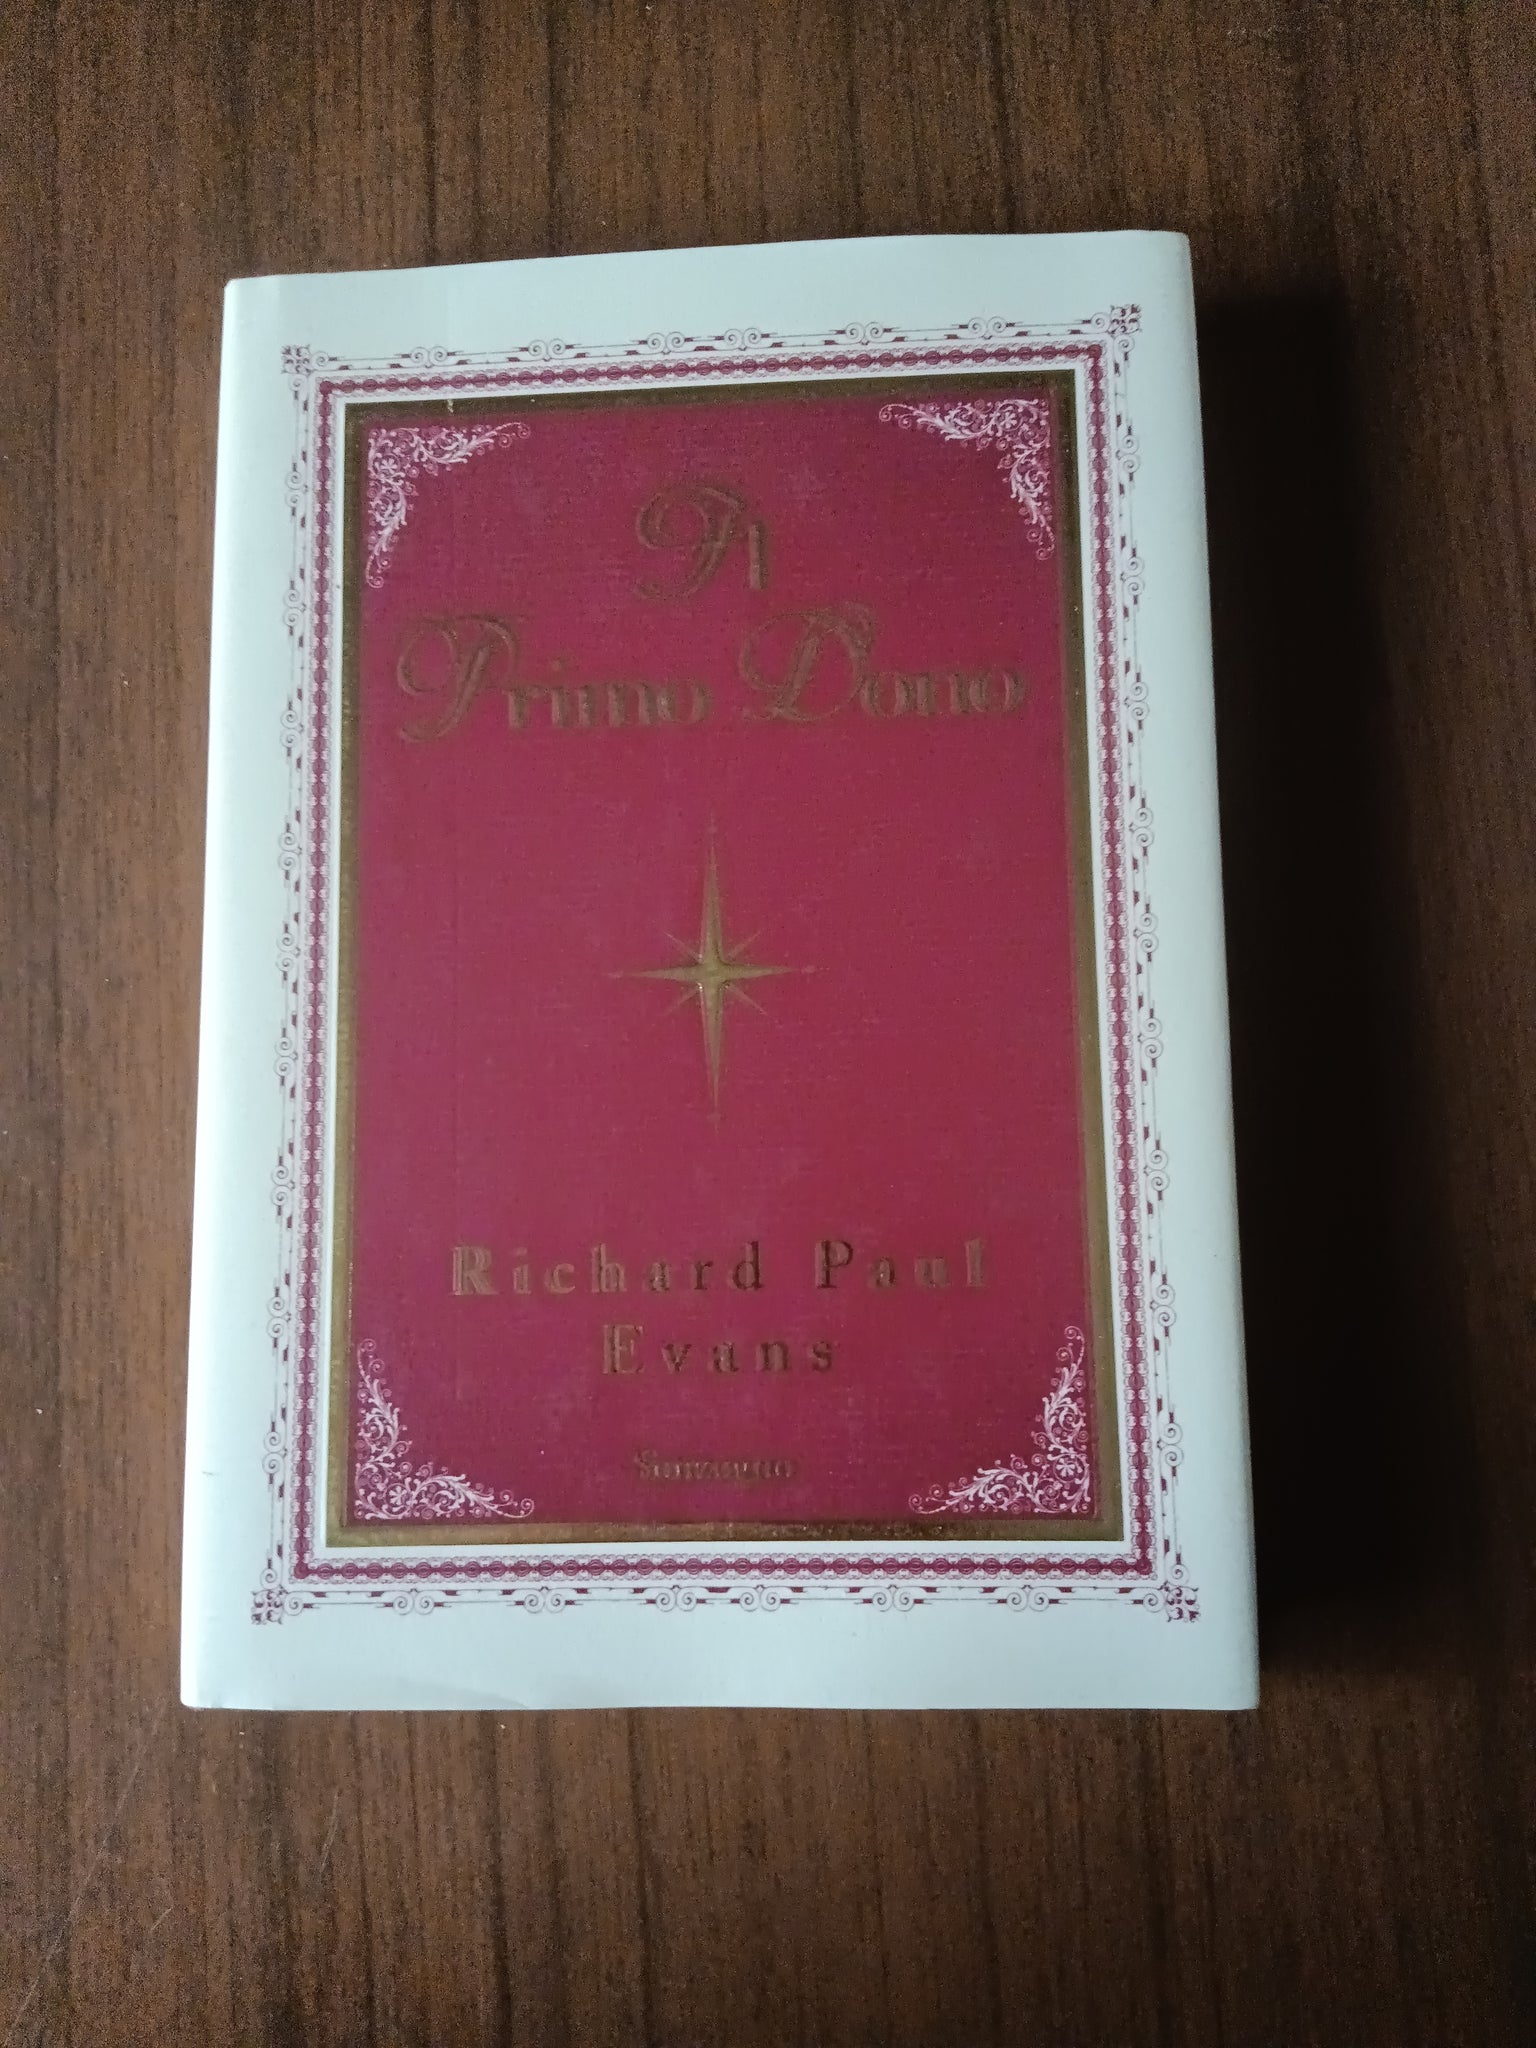 Il
Primo Dono
Richard Paul
Evans
Sonzogno